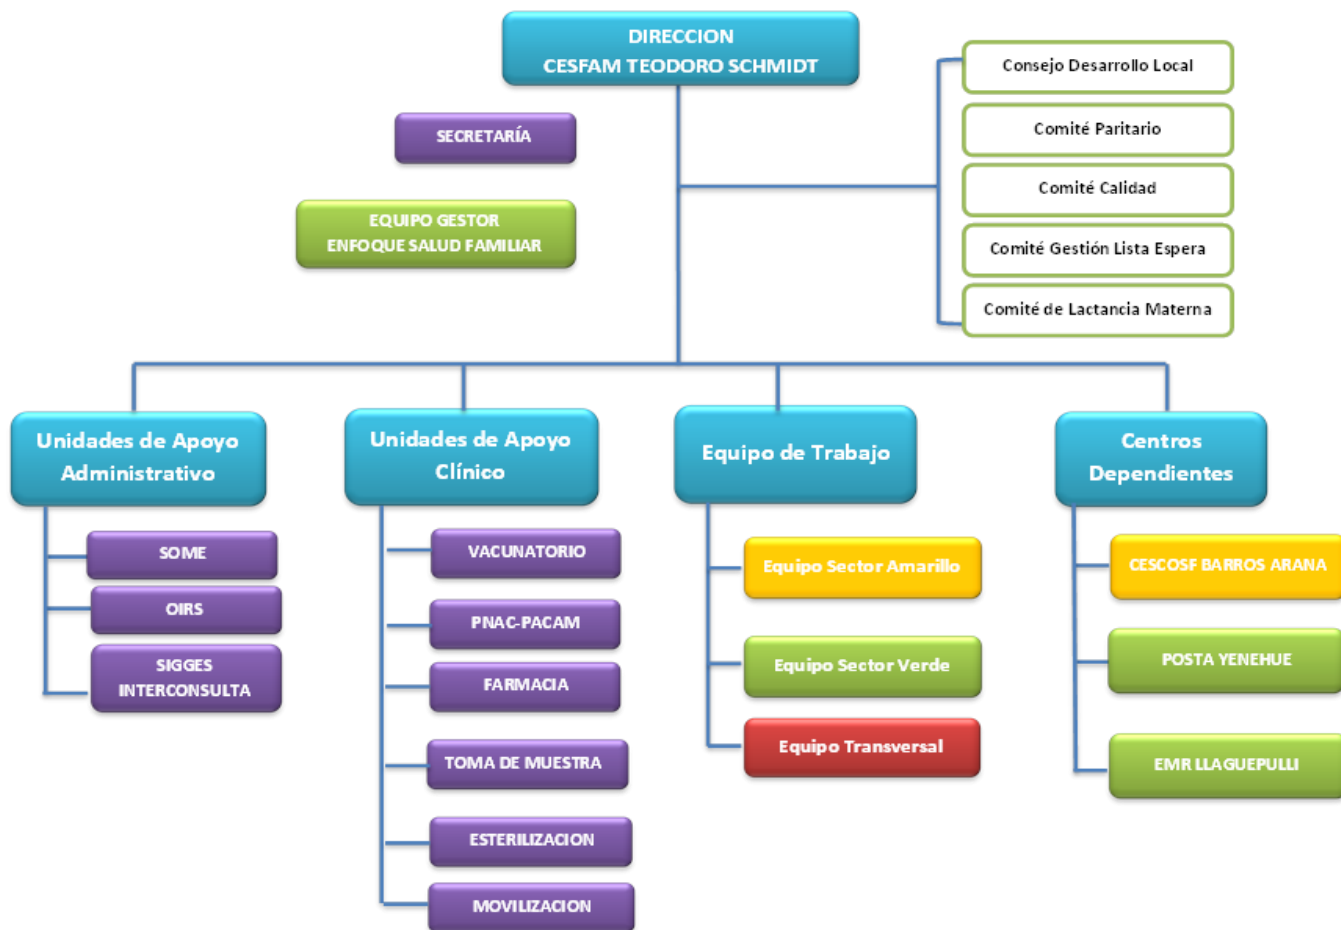 DIRECCION
CESFAM TEODORO SCHMIDT
Consejo Desarrollo Local
SECRETARÍA
Comité Paritario
Comité Calidad
EQUIPO GESTOR
ENFOQUE SALUD FAMILIAR
Comité Gestión Lista Espera
Comité de Lactancia Materna
Unidades de Apoyo
Administrativo
SOME
OIRS
SIGGES
INTERCONSULTA
Unidades de Apoyo
Clínico
VACUNATORIO
PNAC-PACAM
FARMACIA
TOMA DE MUESTRA
ESTERILIZACION
MOVILIZACION
Equipo de Trabajo
Equipo Sector Amarillo
Equipo Sector Verde
Equipo Transversal
Centros
Dependientes
CESCOSF BARROS ARANA
POSTA YENEHUE
EMR LLAGUEPULLI